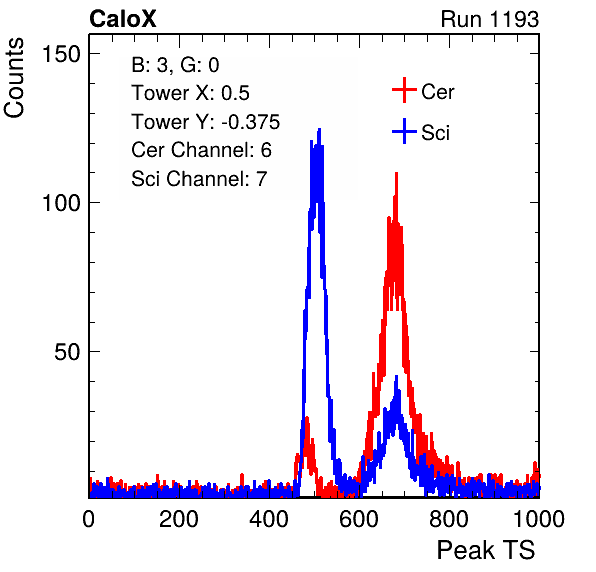 CaloX Run 1193
Counts
B: 3, G: 0
Tower X: 0.5
Tower Y: -0.375
Cer Channel: 6
Sci Channel: 7
Cer
Sci
150
100
50
0 200 400 600 800 1000
Peak TS